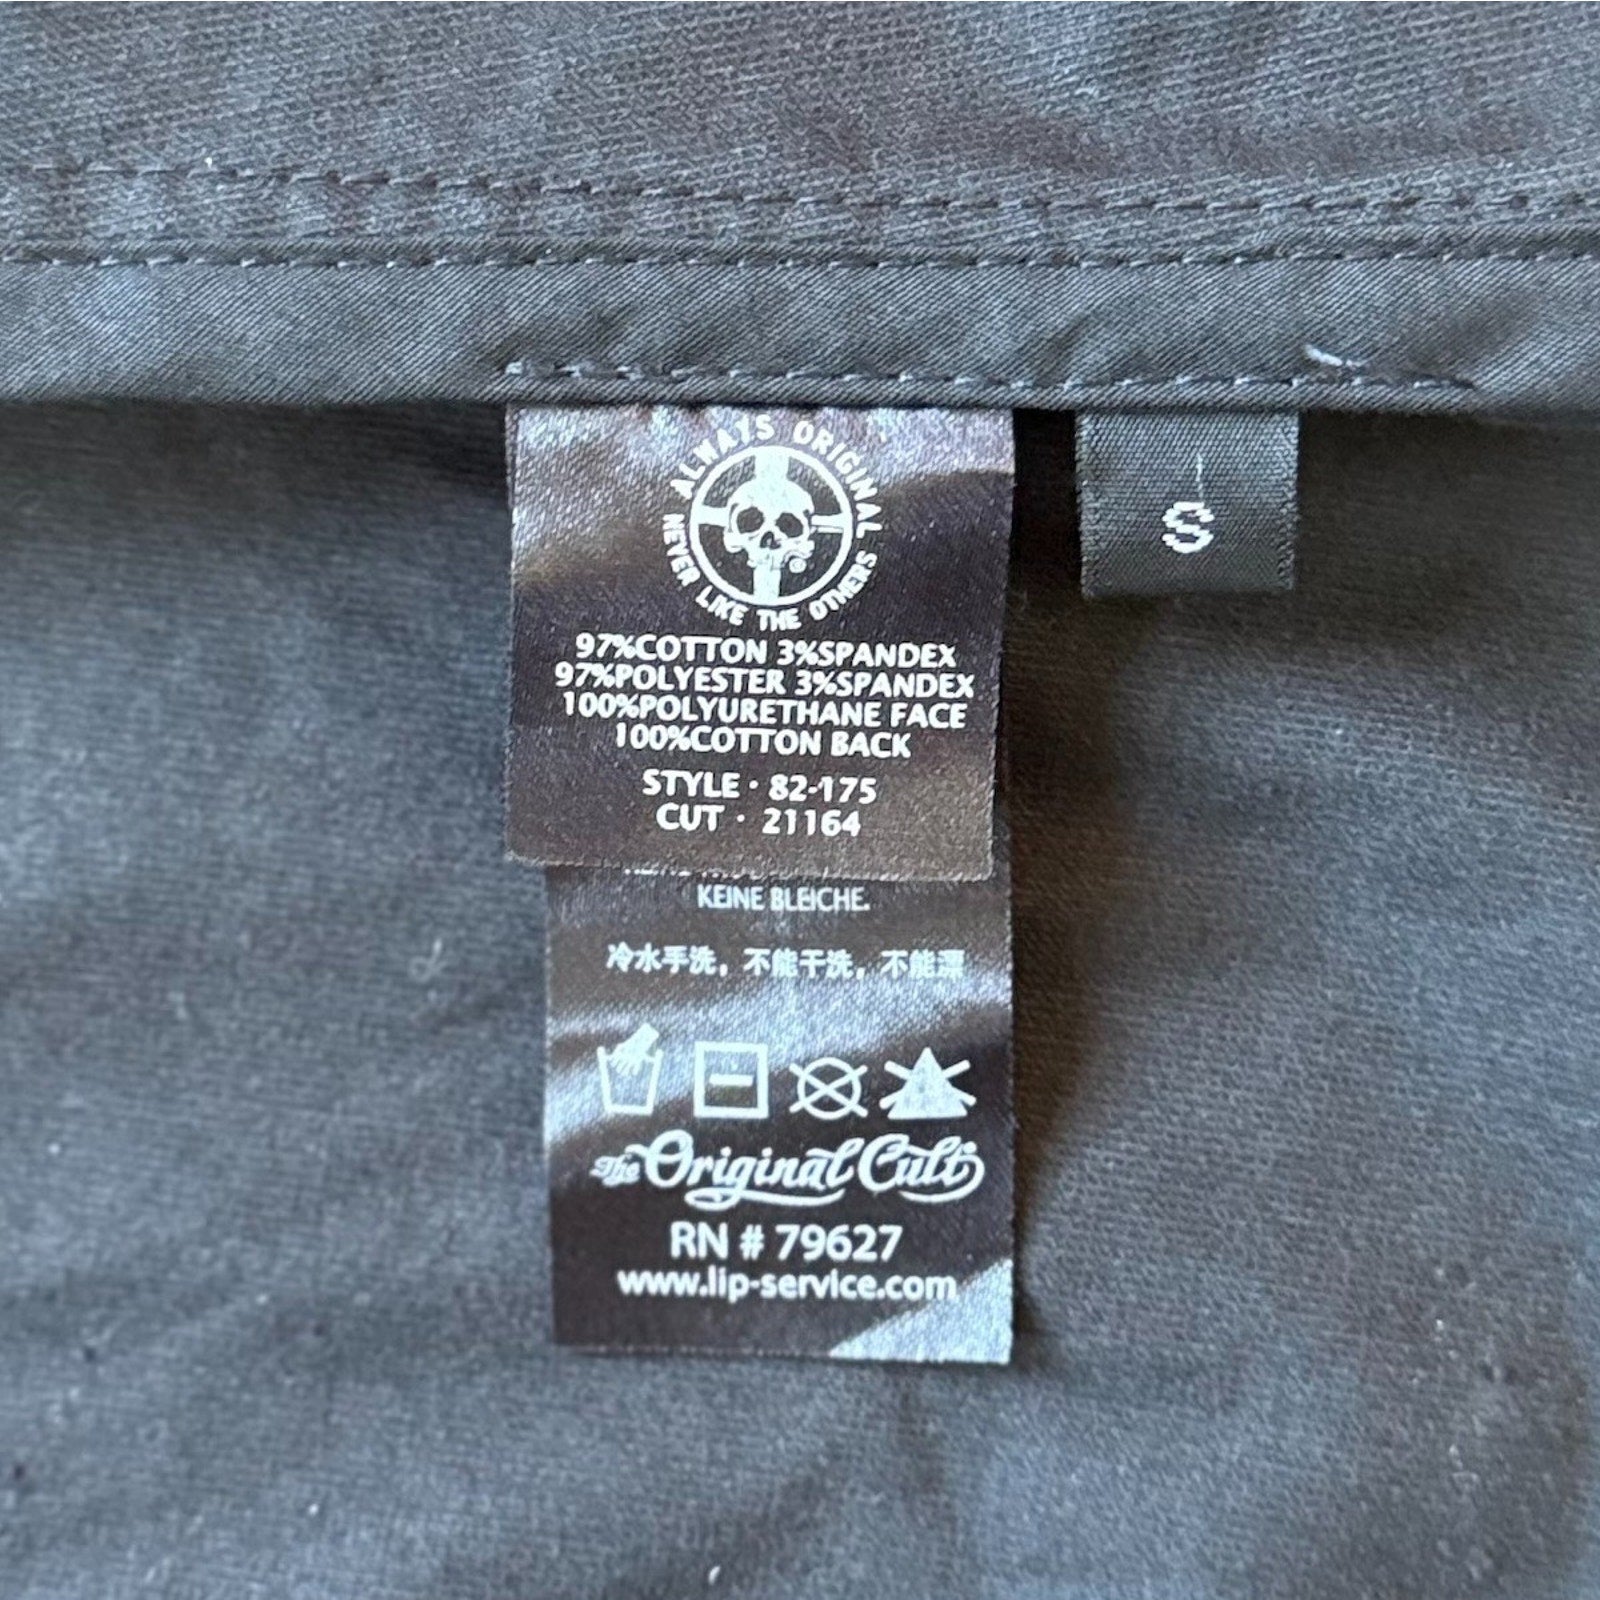 ALWAYS ORIGINAL
NEVER LIKE THE OTHERS
S
97%COTTON 3%SPANDEX
97%POLYESTER 3%SPANDEX
100%POLYURETHANE FACE
100%COTTON BACK
STYLE · 82-175
CUT · 21164
KEINE BLEICHE.
冷水手洗，不能干洗，不能漂
The Original Cult
RN # 79627
www.lip-service.com